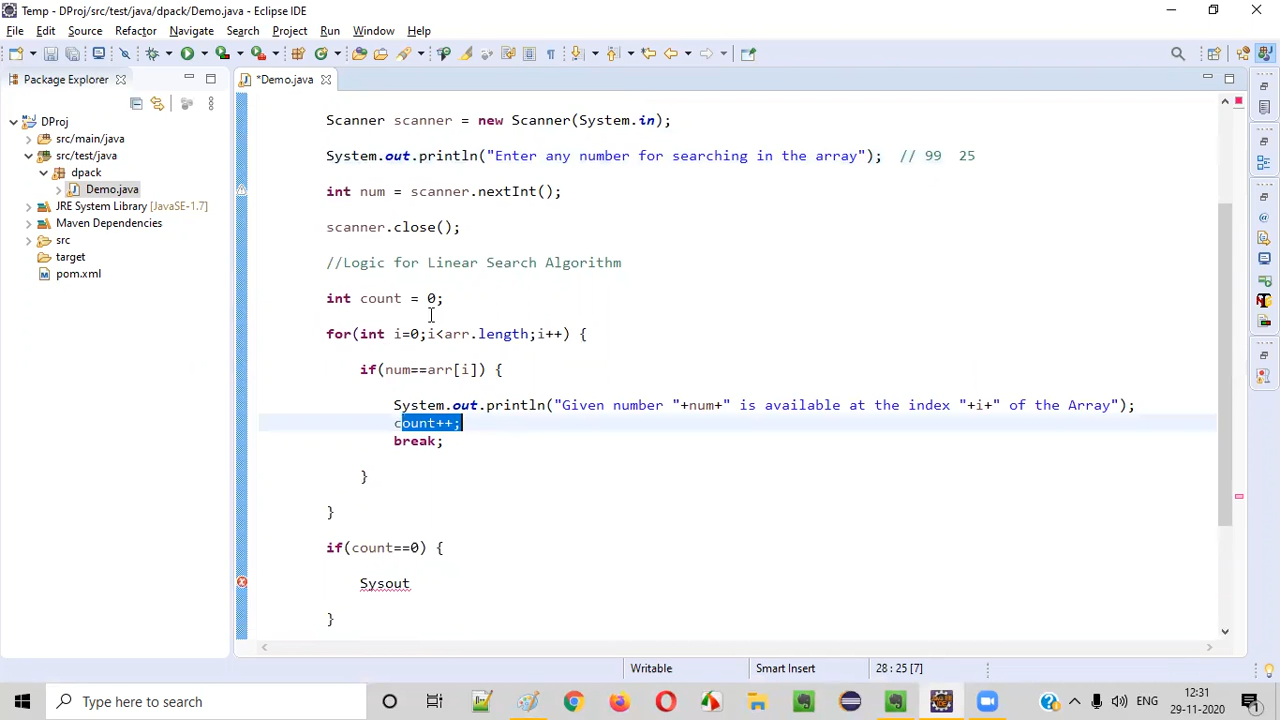 Temp - DProj/src/test/java/dpack/Demo.java - Eclipse IDE
File Edit Source Refactor Navigate Search Project Run Window Help
Package Explorer
*Demo.java
DProj
src/main/java
src/test/java
dpack
Demo.java
JRE System Library [JavaSE-1.7]
Maven Dependencies
src
target
pom.xml
Scanner scanner = new Scanner(System.in);
System.out.println("Enter any number for searching in the array"); // 99 25
int num = scanner.nextInt();
scanner.close();
//Logic for Linear Search Algorithm
int count = 0;
for(int i=0;i<arr.length;i++) {
if(num==arr[i]) {
System.out.println("Given number "+num+" is available at the index "+i+" of the Array");
count++;
break;
}
}
if(count==0) {
Sysout
}
Writable Smart Insert 28 : 25 [7]
Type here to search
ENG
12:31
29-11-2020